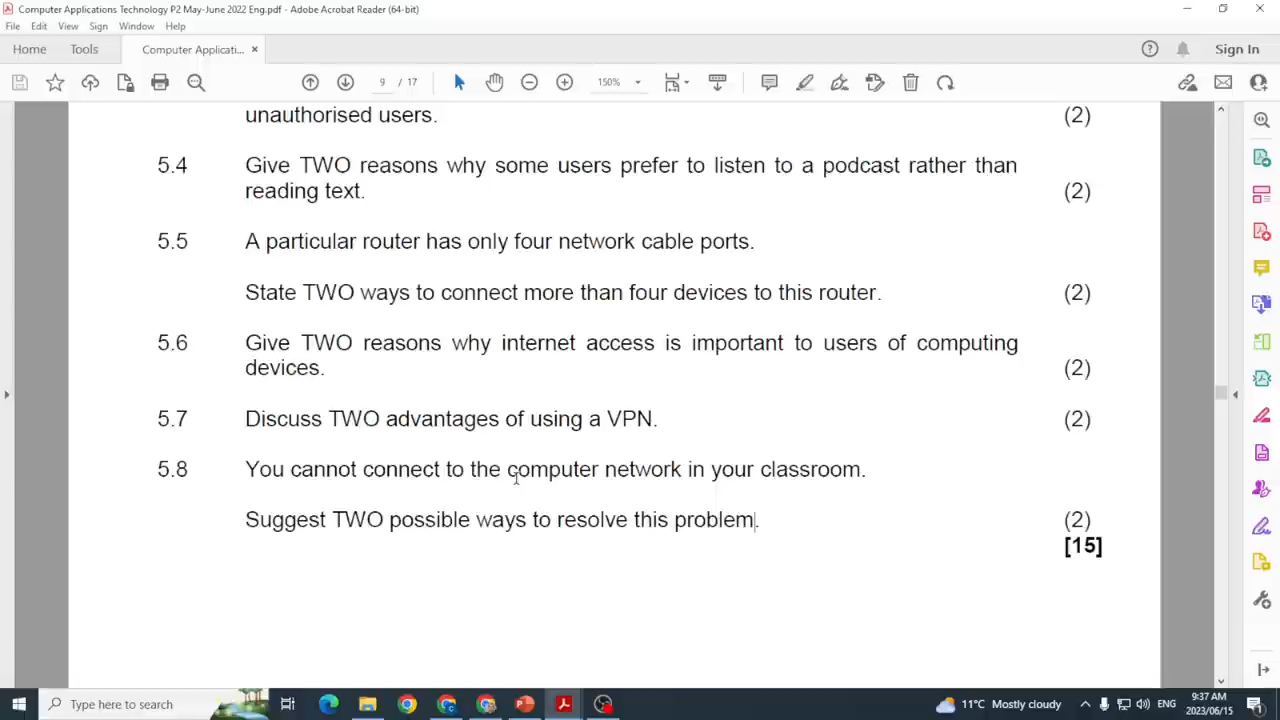 Computer Applications Technology P2 May-June 2022 Eng.pdf - Adobe Acrobat Reader (64-bit)
File Edit View Sign Window Help
Home Tools Computer Applicati... × Sign In
9 / 17 150%
unauthorised users. (2)
5.4 Give TWO reasons why some users prefer to listen to a podcast rather than
reading text. (2)
5.5 A particular router has only four network cable ports.
State TWO ways to connect more than four devices to this router. (2)
5.6 Give TWO reasons why internet access is important to users of computing
devices. (2)
5.7 Discuss TWO advantages of using a VPN. (2)
5.8 You cannot connect to the computer network in your classroom.
Suggest TWO possible ways to resolve this problem. (2)
[15]
Type here to search 11°C Mostly cloudy ENG 9:37 AM
2023/06/15